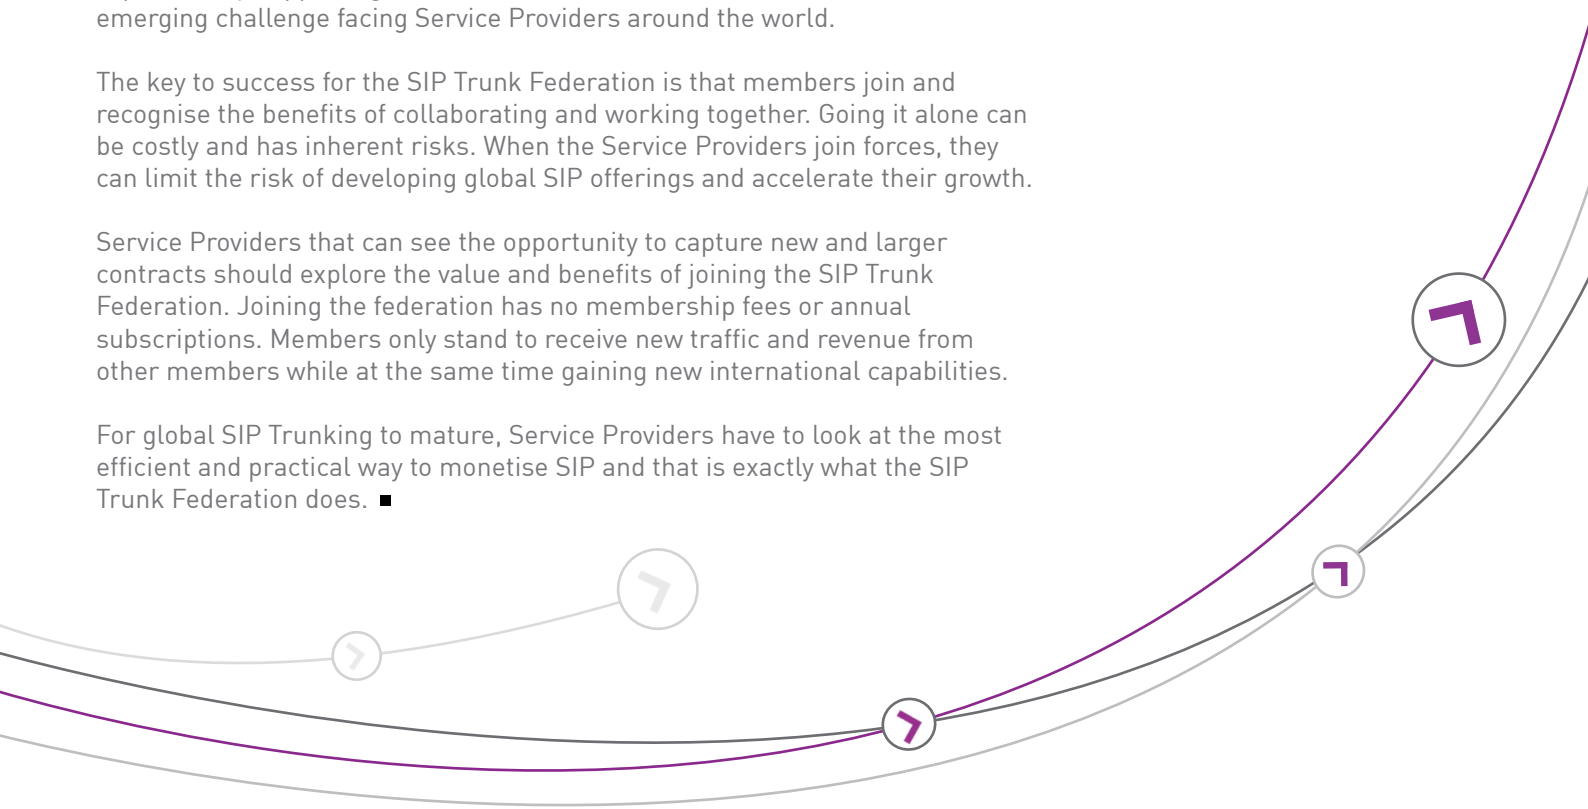 emerging challenge facing Service Providers around the world.
The key to success for the SIP Trunk Federation is that members join and
recognise the benefits of collaborating and working together. Going it alone can
be costly and has inherent risks. When the Service Providers join forces, they
can limit the risk of developing global SIP offerings and accelerate their growth.
Service Providers that can see the opportunity to capture new and larger
contracts should explore the value and benefits of joining the SIP Trunk
Federation. Joining the federation has no membership fees or annual
subscriptions. Members only stand to receive new traffic and revenue from
other members while at the same time gaining new international capabilities.
For global SIP Trunking to mature, Service Providers have to look at the most
efficient and practical way to monetise SIP and that is exactly what the SIP
Trunk Federation does. ■